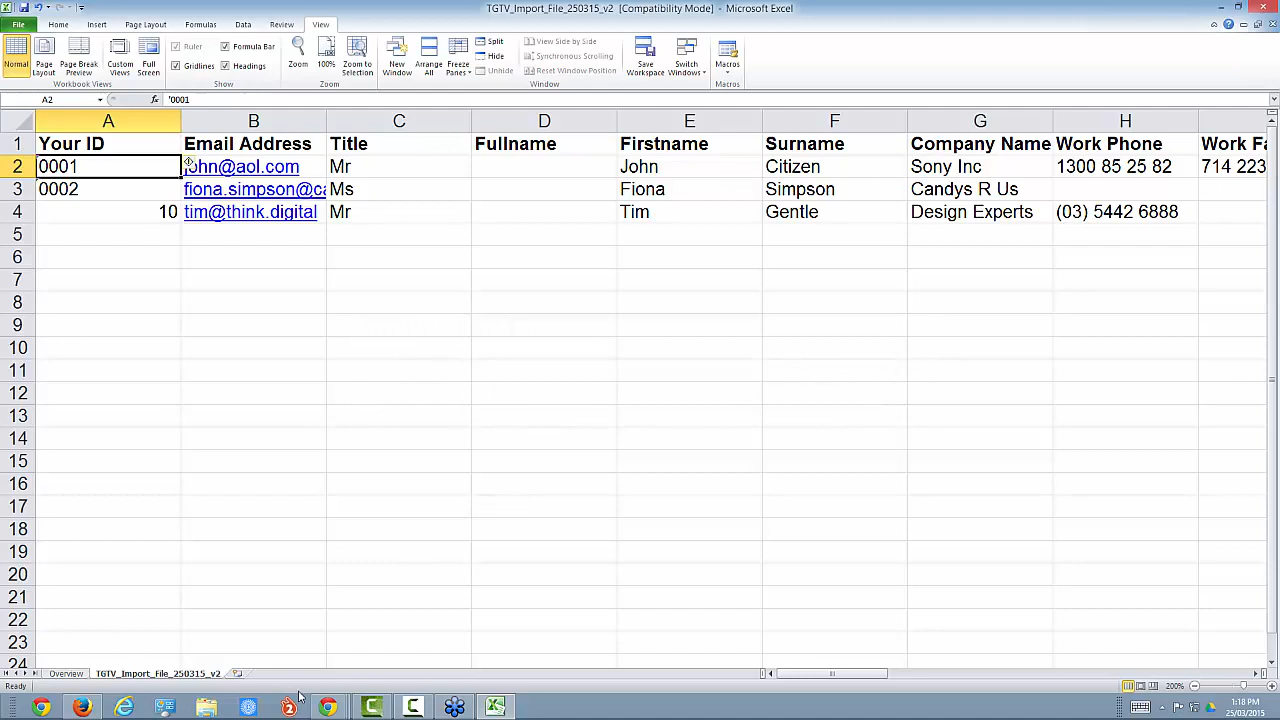 TGTV_Import_File_250315_v2 [Compatibility Mode] - Microsoft Excel
File Home Insert Page Layout Formulas Data Review View
Normal Page Layout Page Break Preview Custom Views Full Screen
Ruler Formula Bar
Gridlines Headings
Zoom 100% Zoom to Selection
New Window Arrange All Freeze Panes
Split
Hide
Unhide
View Side by Side
Synchronous Scrolling
Reset Window Position
Save Workspace Switch Windows Macros
Workbook Views Show Zoom Window Macros
A2 fx '0001
A B C D E F G H
1 Your ID Email Address Title Fullname Firstname Surname Company Name Work Phone Work Fa
2 0001 john@aol.com Mr John Citizen Sony Inc 1300 85 25 82 714 223
3 0002 fiona.simpson@ca Ms Fiona Simpson Candys R Us
4 10 tim@think.digital Mr Tim Gentle Design Experts (03) 5442 6888
5
6
7
8
9
10
11
12
13
14
15
16
17
18
19
20
21
22
23
24
Overview TGTV_Import_File_250315_v2
Ready 200%
1:18 PM
25/03/2015